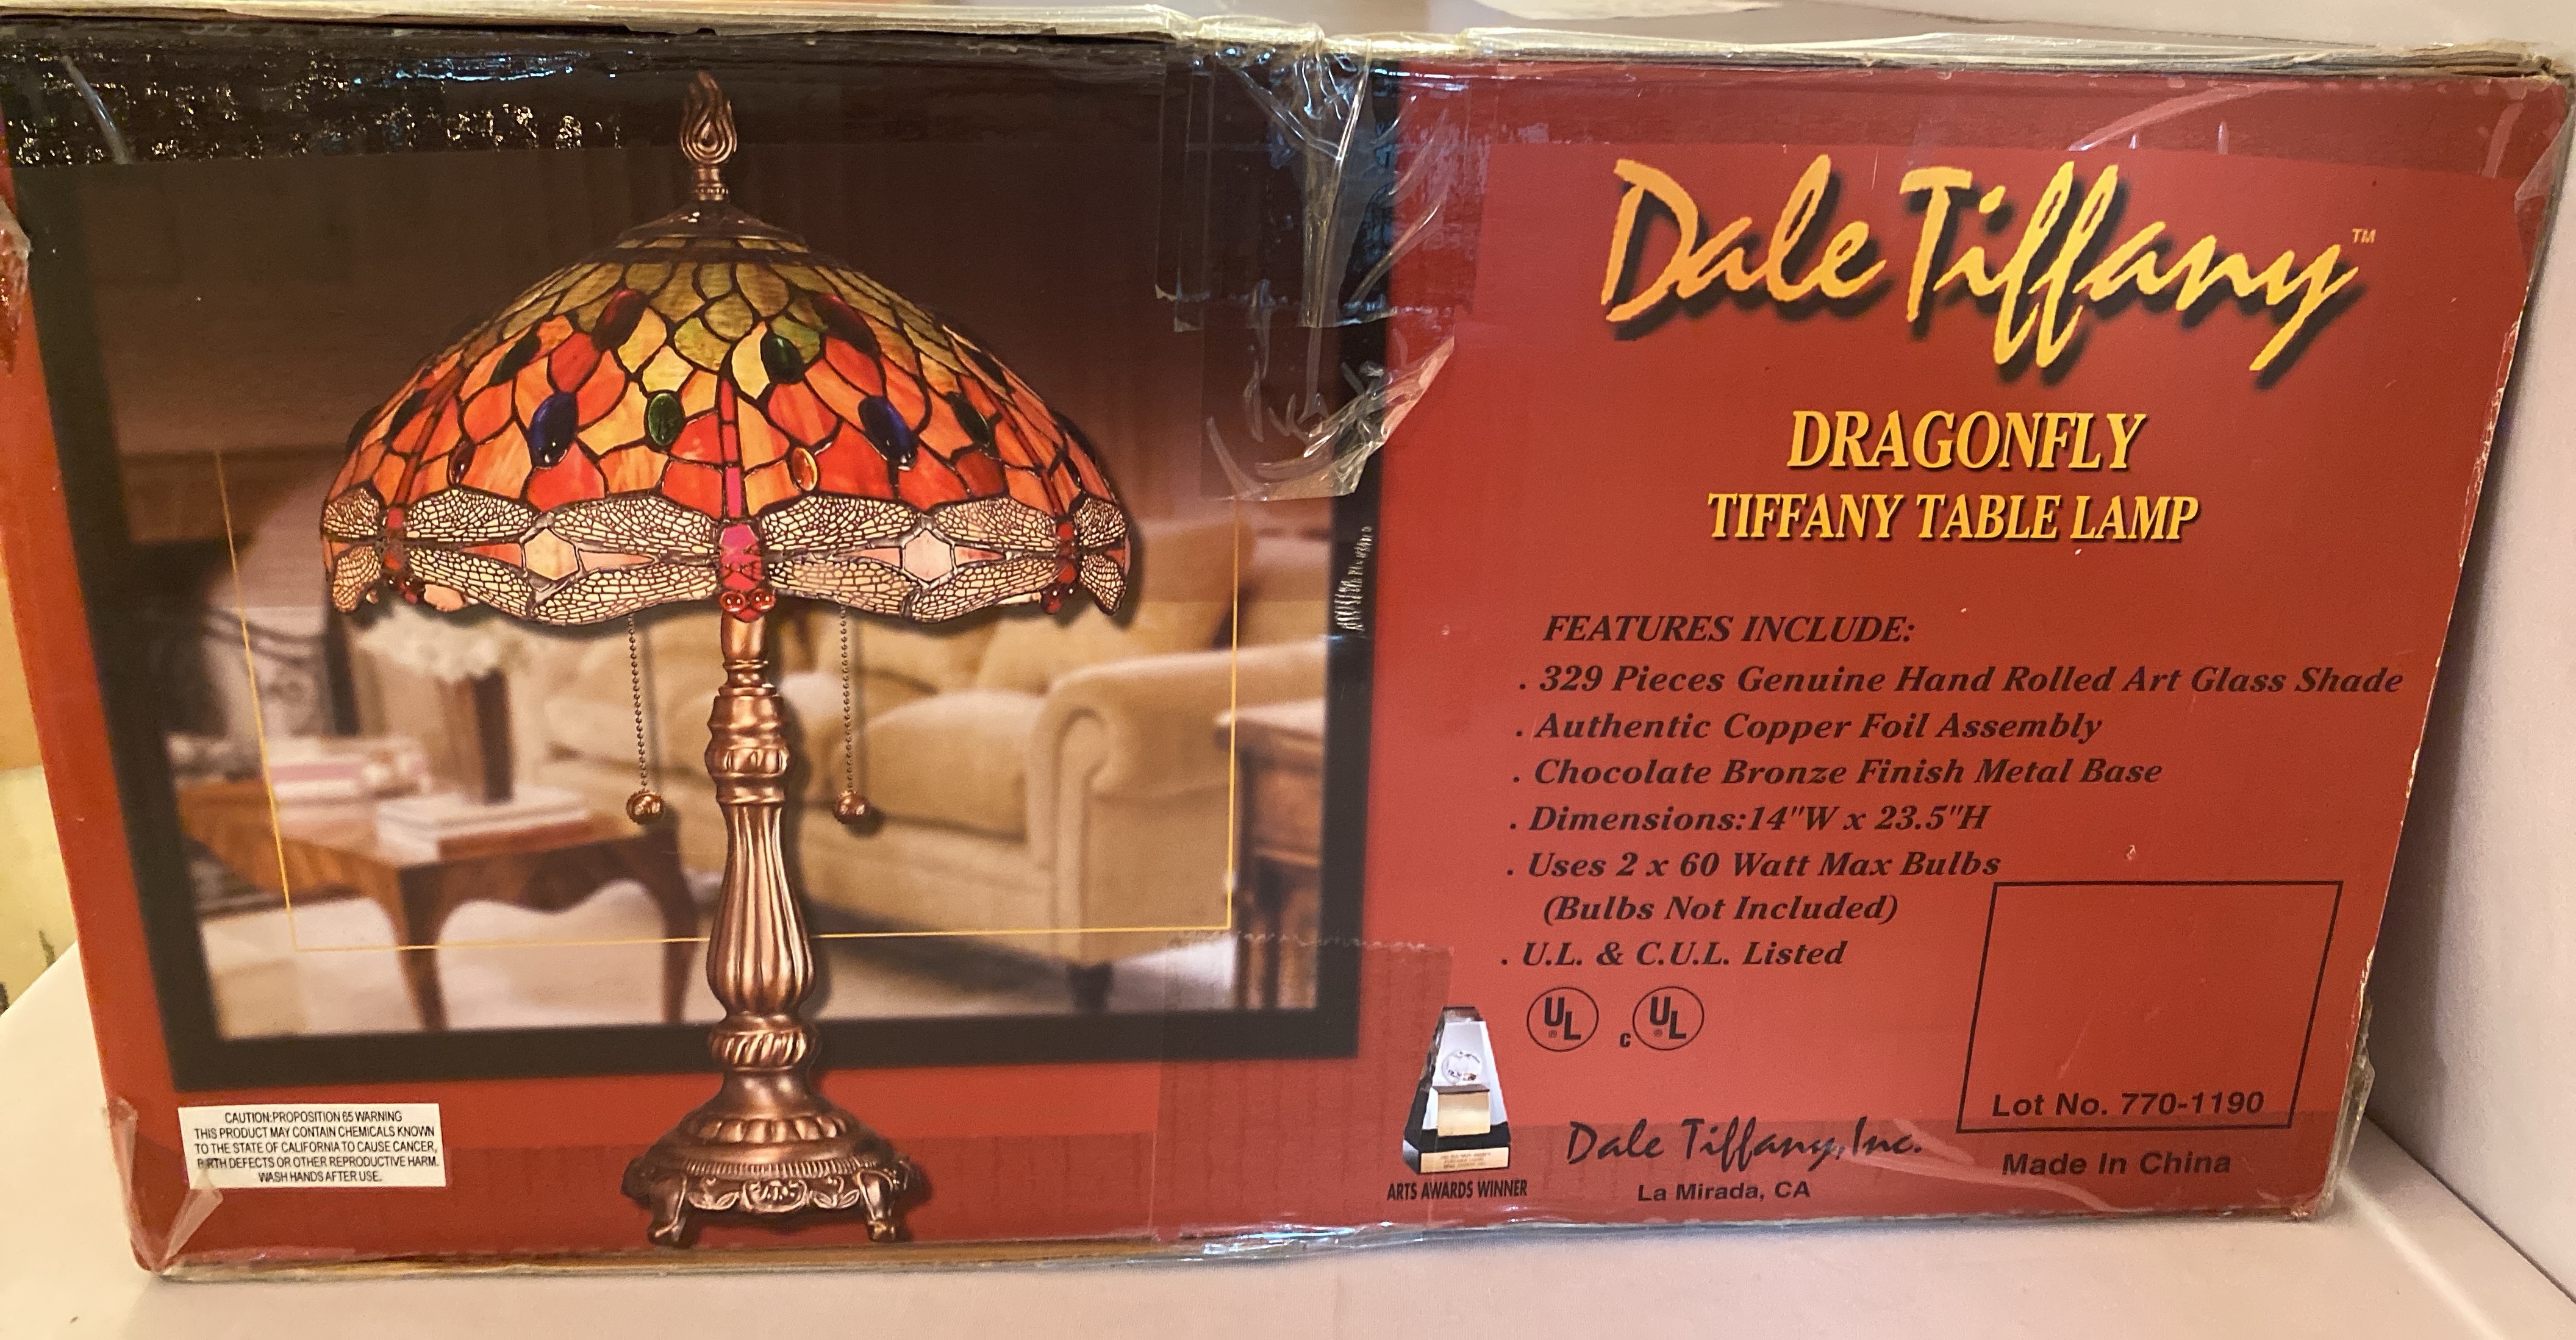 Dale Tiffany™
DRAGONFLY
TIFFANY TABLE LAMP
FEATURES INCLUDE:
. 329 Pieces Genuine Hand Rolled Art Glass Shade
. Authentic Copper Foil Assembly
. Chocolate Bronze Finish Metal Base
. Dimensions:14"W x 23.5"H
. Uses 2 x 60 Watt Max Bulbs
(Bulbs Not Included)
. U.L. & C.U.L. Listed
UL® c UL®
Lot No. 770-1190
Made In China
Dale Tiffany, Inc.
La Mirada, CA
ARTS AWARDS WINNER
CAUTION:PROPOSITION 65 WARNING
THIS PRODUCT MAY CONTAIN CHEMICALS KNOWN
TO THE STATE OF CALIFORNIA TO CAUSE CANCER,
BIRTH DEFECTS OR OTHER REPRODUCTIVE HARM.
WASH HANDS AFTER USE.